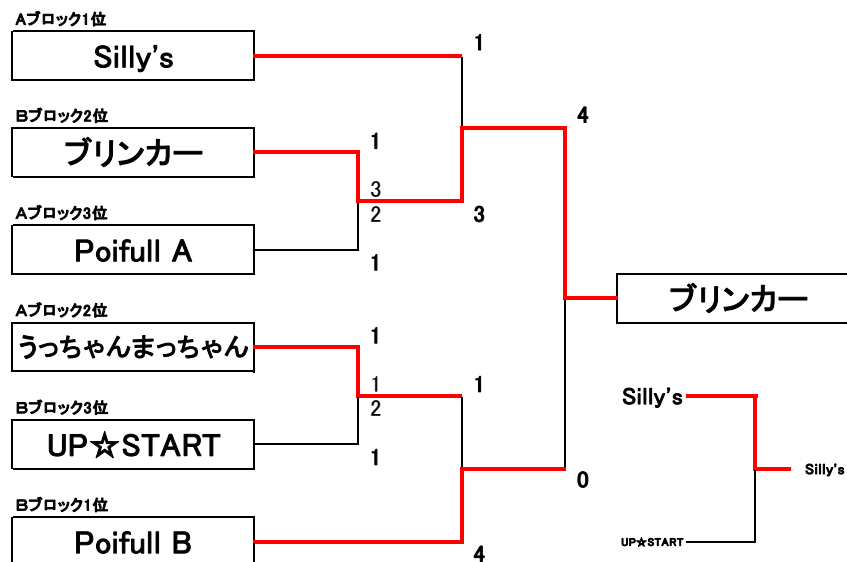 Aブロック1位
Silly's
1
4
Bブロック2位
ブリンカー
1
3
2
3
Aブロック3位
Poifull A
1
ブリンカー
Aブロック2位
うっちゃんまっちゃん
1
1
2
1
Silly's
Silly's
UP☆START
Bブロック3位
UP☆START
1
0
Bブロック1位
Poifull B
4